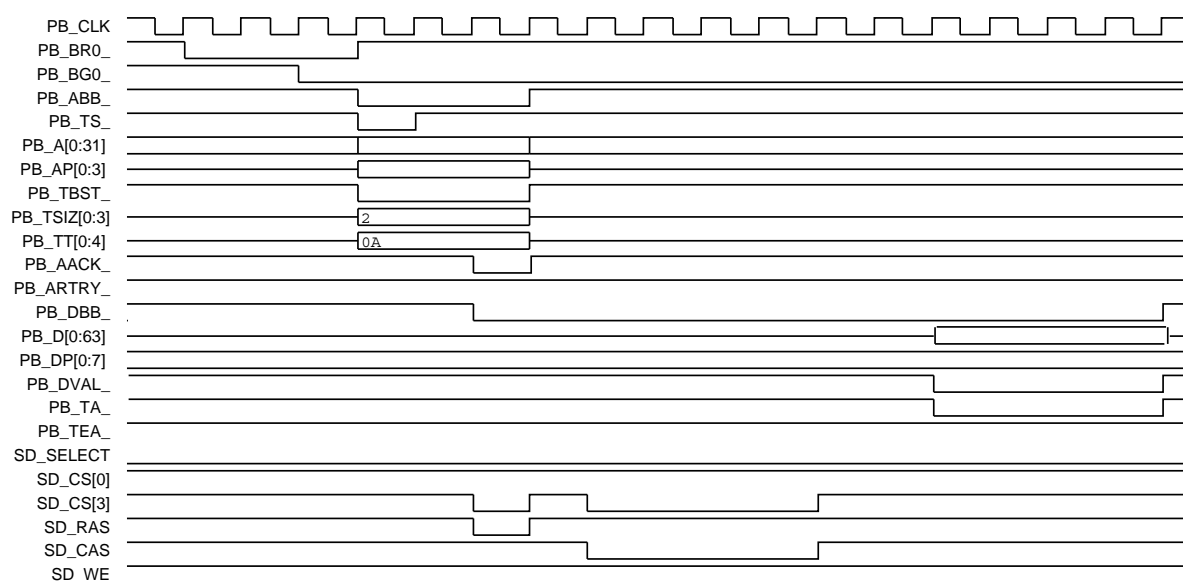 PB_CLK
PB_BR0_
PB_BG0_
PB_ABB_
PB_TS_
PB_A[0:31]
PB_AP[0:3]
PB_TBST_
PB_TSIZ[0:3] 2
PB_TT[0:4] 0A
PB_AACK_
PB_ARTRY_
PB_DBB_
PB_D[0:63]
PB_DP[0:7]
PB_DVAL_
PB_TA_
PB_TEA_
SD_SELECT
SD_CS[0]
SD_CS[3]
SD_RAS
SD_CAS
SD_WE